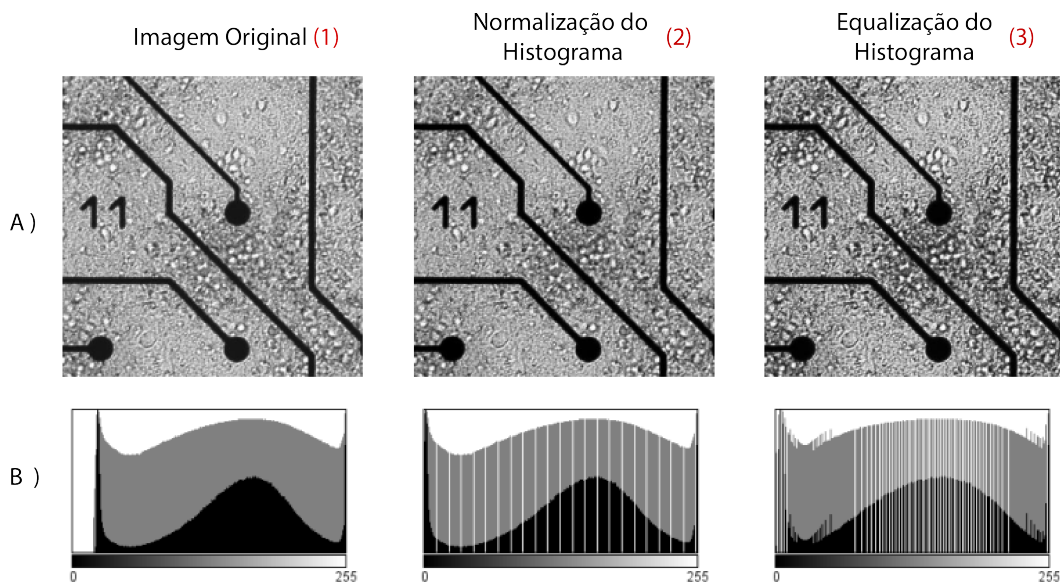 Imagem Original (1)
Normalização do
Histograma (2)
Equalização do
Histograma (3)
A )
11
11
11
B )
0
255
0
255
0
255